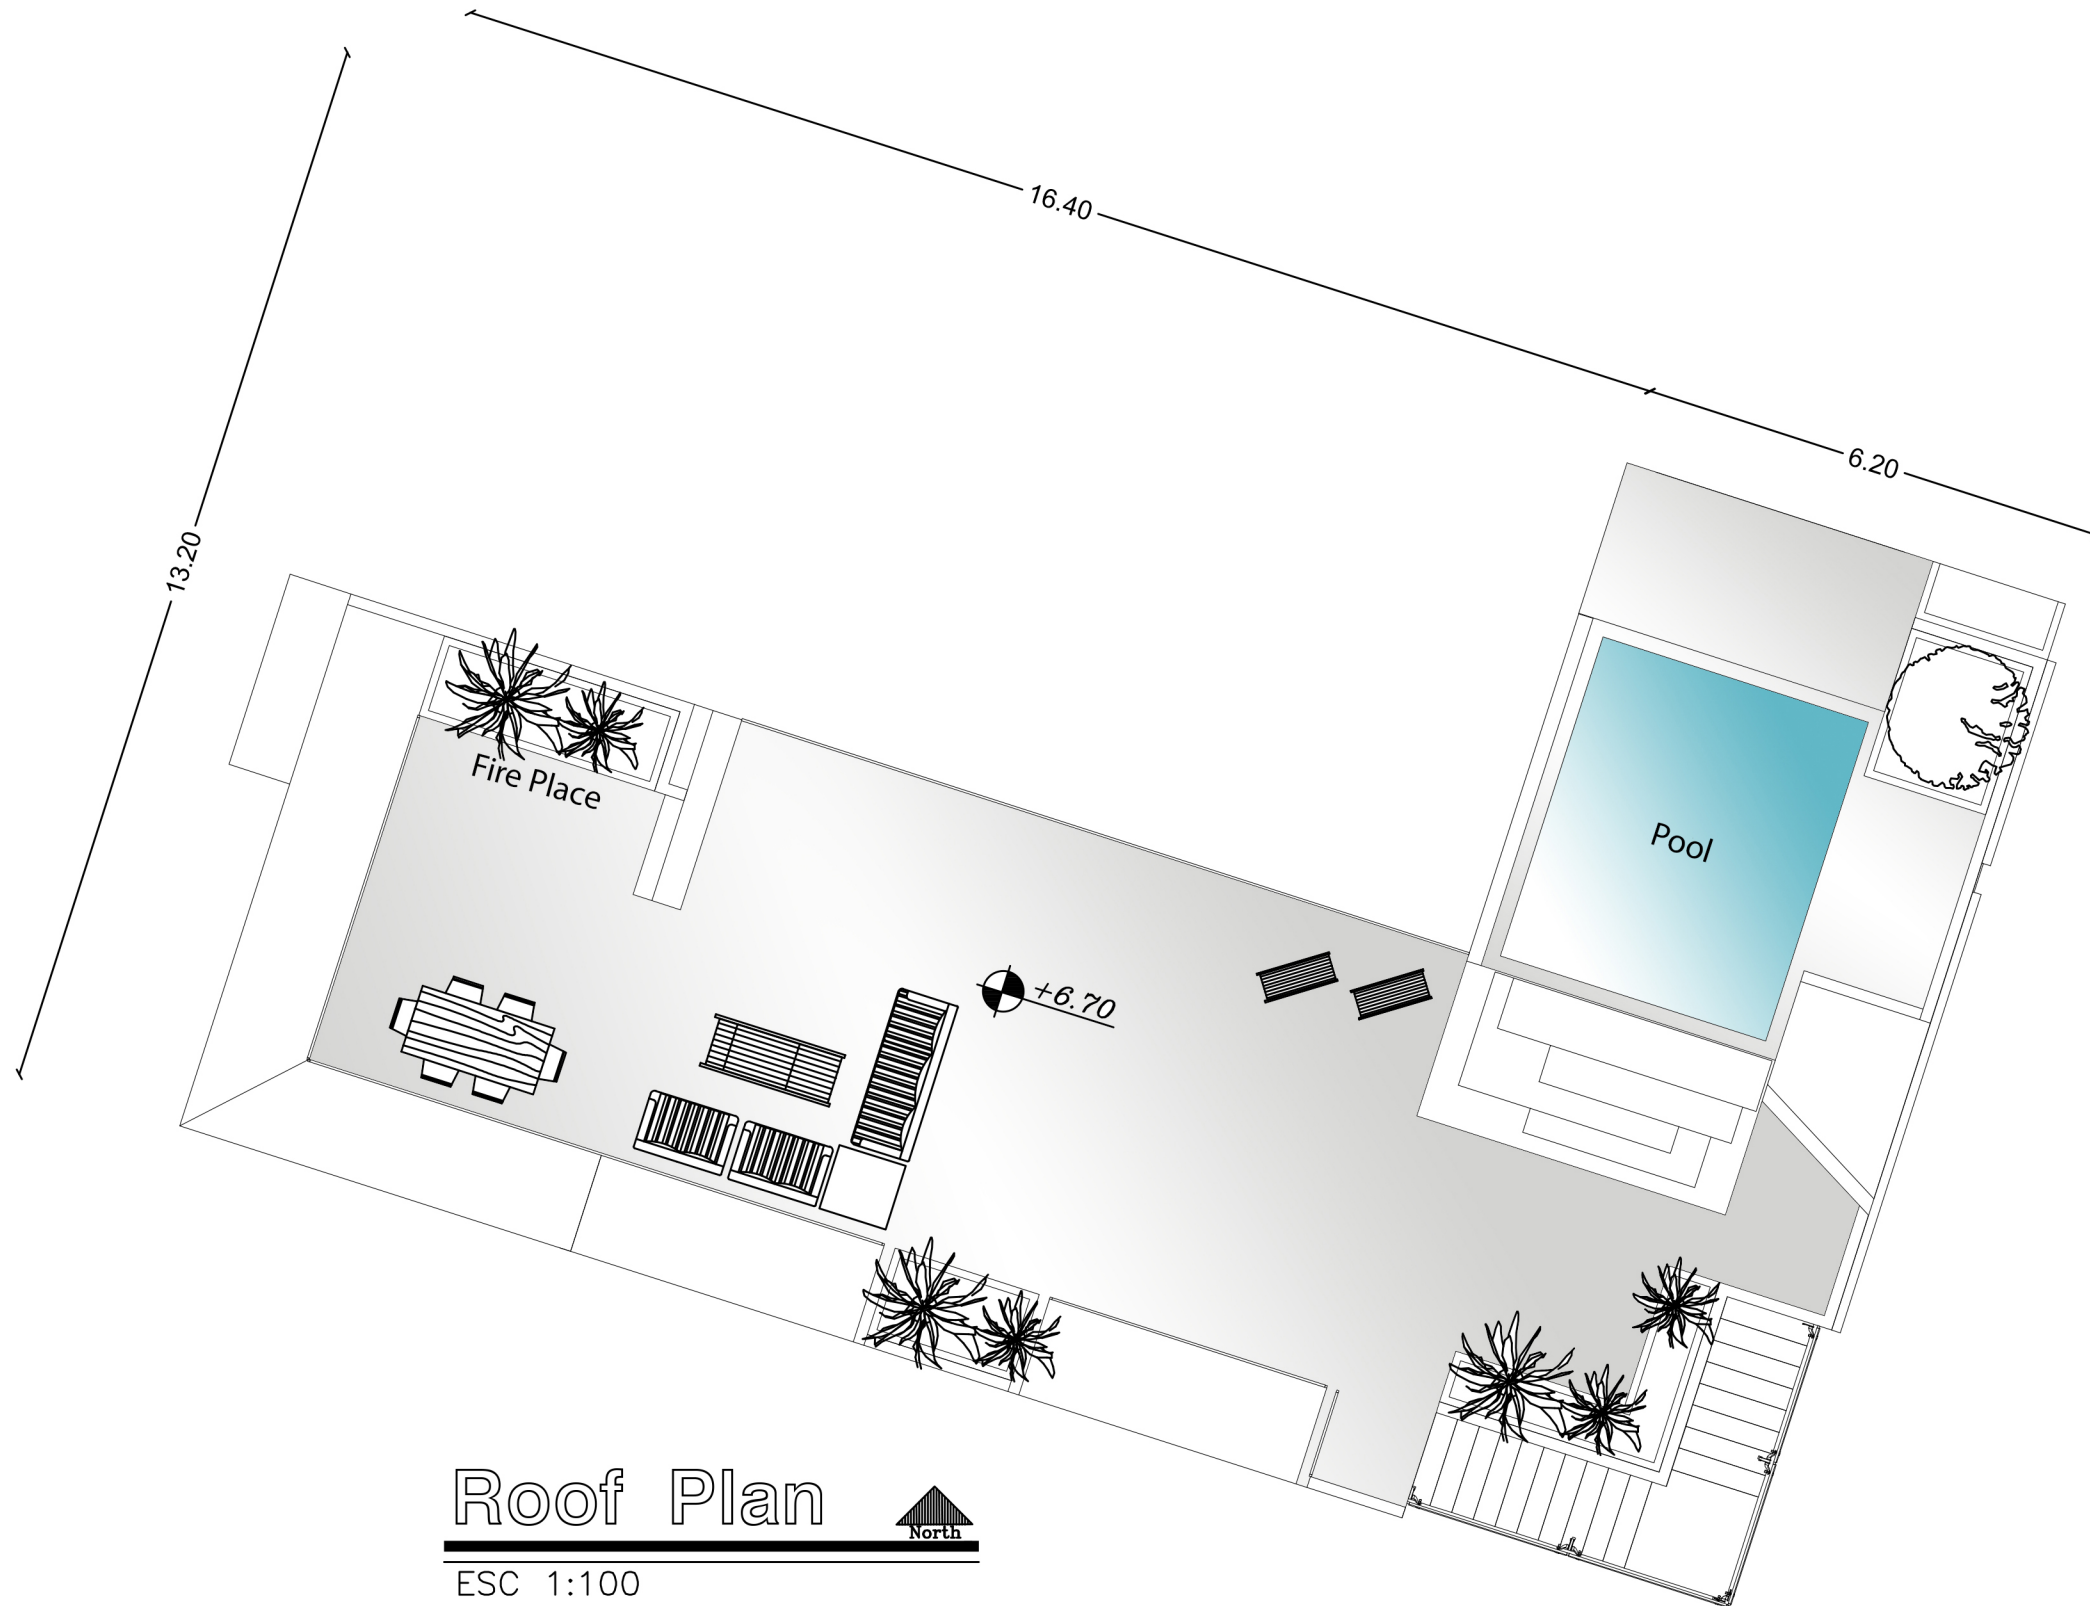 16.40
6.20
13.20
Fire Place
Pool
+6.70
Roof Plan
North
ESC 1:100